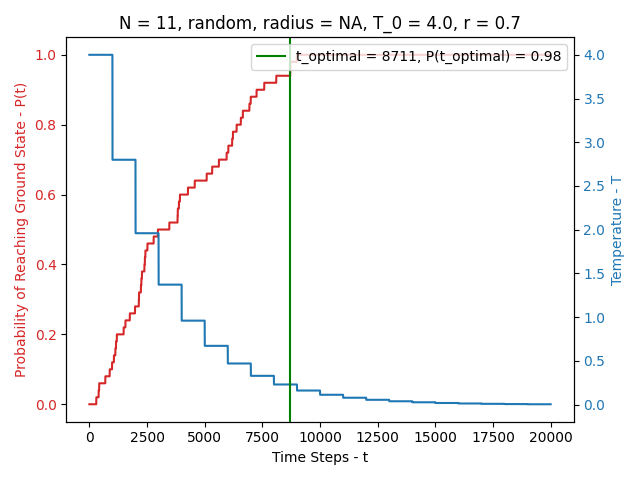 N = 11, random, radius = NA, T_0 = 4.0, r = 0.7
t_optimal = 8711, P(t_optimal) = 0.98
Probability of Reaching Ground State - P(t)
1.0
0.8
0.6
0.4
0.2
0.0
4.0
3.5
3.0
2.5
2.0
1.5
1.0
0.5
0.0
Temperature - T
0 2500 5000 7500 10000 12500 15000 17500 20000
Time Steps - t